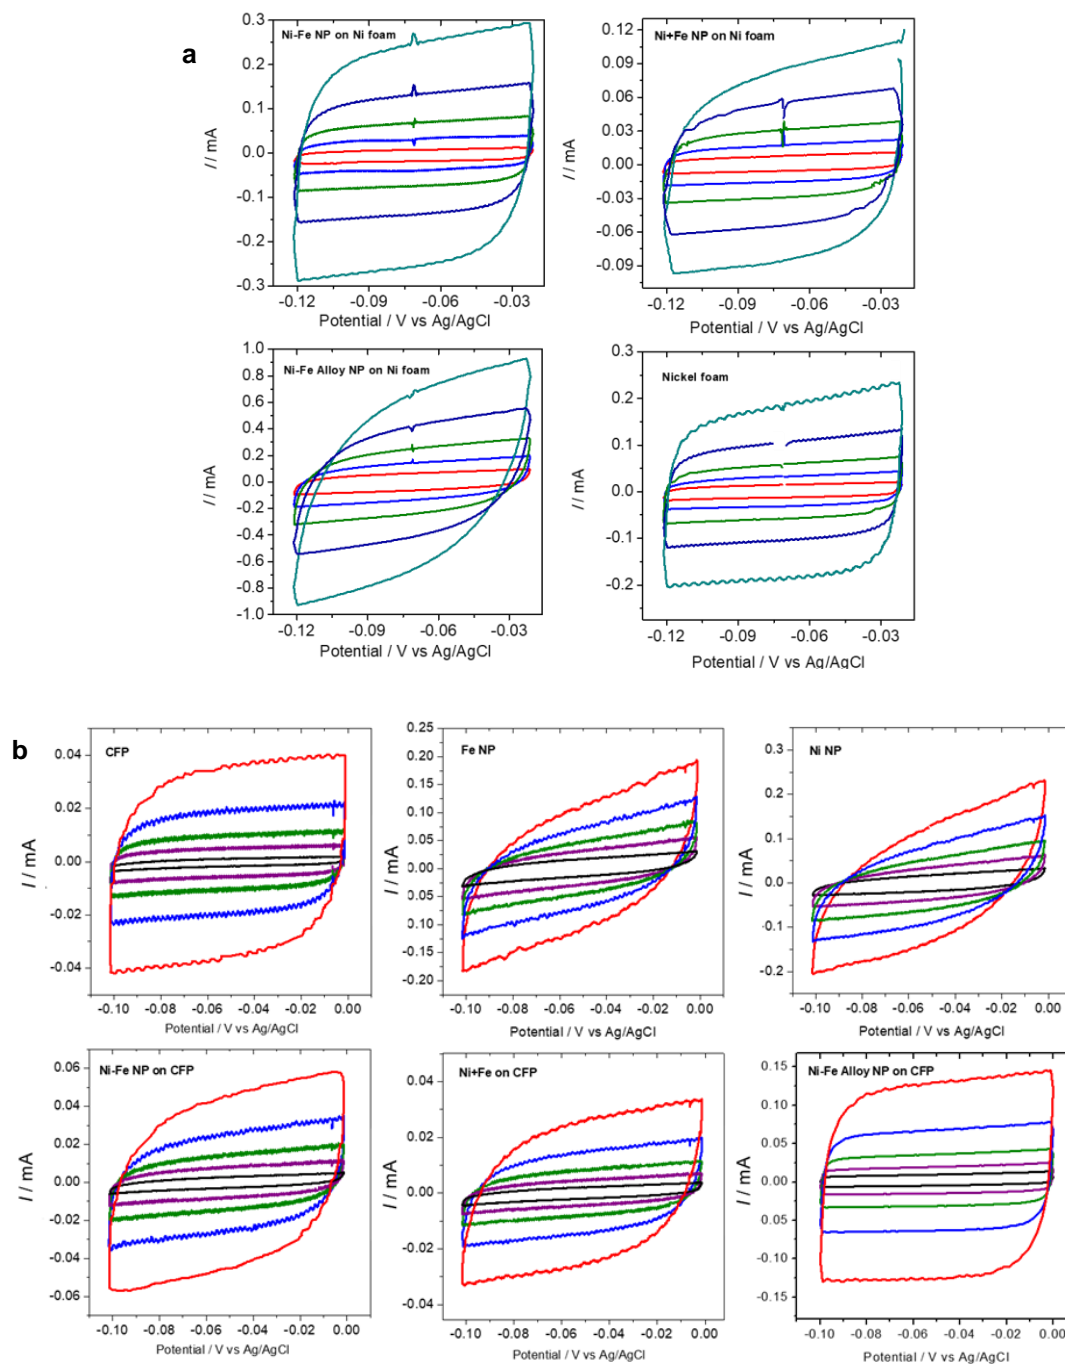 a
Ni-Fe NP on Ni foam
0.3
0.2
0.1
0.0
-0.1
-0.2
-0.3
I / mA
-0.12 -0.09 -0.06 -0.03
Potential / V vs Ag/AgCl
Ni+Fe NP on Ni foam
0.12
0.09
0.06
0.03
0.00
-0.03
-0.06
-0.09
I / mA
-0.12 -0.09 -0.06 -0.03
Potential / V vs Ag/AgCl
Ni-Fe Alloy NP on Ni foam
1.0
0.8
0.6
0.4
0.2
0.0
-0.2
-0.4
-0.6
-0.8
-1.0
I / mA
-0.12 -0.09 -0.06 -0.03
Potential / V vs Ag/AgCl
Nickel foam
0.3
0.2
0.1
0.0
-0.1
-0.2
I / mA
-0.12 -0.09 -0.06 -0.03
Potential / V vs Ag/AgCl
b
CFP
0.04
0.02
0.00
-0.02
-0.04
I / mA
-0.10 -0.08 -0.06 -0.04 -0.02 0.00
Potential / V vs Ag/AgCl
Fe NP
0.25
0.20
0.15
0.10
0.05
0.00
0.05
0.10
0.15
-0.20
I / mA
-0.10 -0.08 -0.06 -0.04 -0.02 0.00
Potential / V vs Ag/AgCl
Ni NP
0.3
0.2
0.1
0.0
-0.1
-0.2
I / mA
-0.10 -0.08 -0.06 -0.04 -0.02 0.00
Potential / V vs Ag/AgCl
Ni-Fe NP on CFP
0.06
0.04
0.02
0.00
-0.02
-0.04
-0.06
I / mA
-0.10 -0.08 -0.06 -0.04 -0.02 0.00
Potential / V vs Ag/AgCl
Ni+Fe on CFP
0.04
0.02
0.00
-0.02
-0.04
I / mA
-0.10 -0.08 -0.06 -0.04 -0.02 0.00
Potential / V vs Ag/AgCl
Ni-Fe Alloy NP on CFP
0.15
0.10
0.05
0.00
0.05
-0.10
-0.15
I / mA
-0.10 -0.08 -0.06 -0.04 -0.02 0.00
Potential / V vs Ag/AgCl